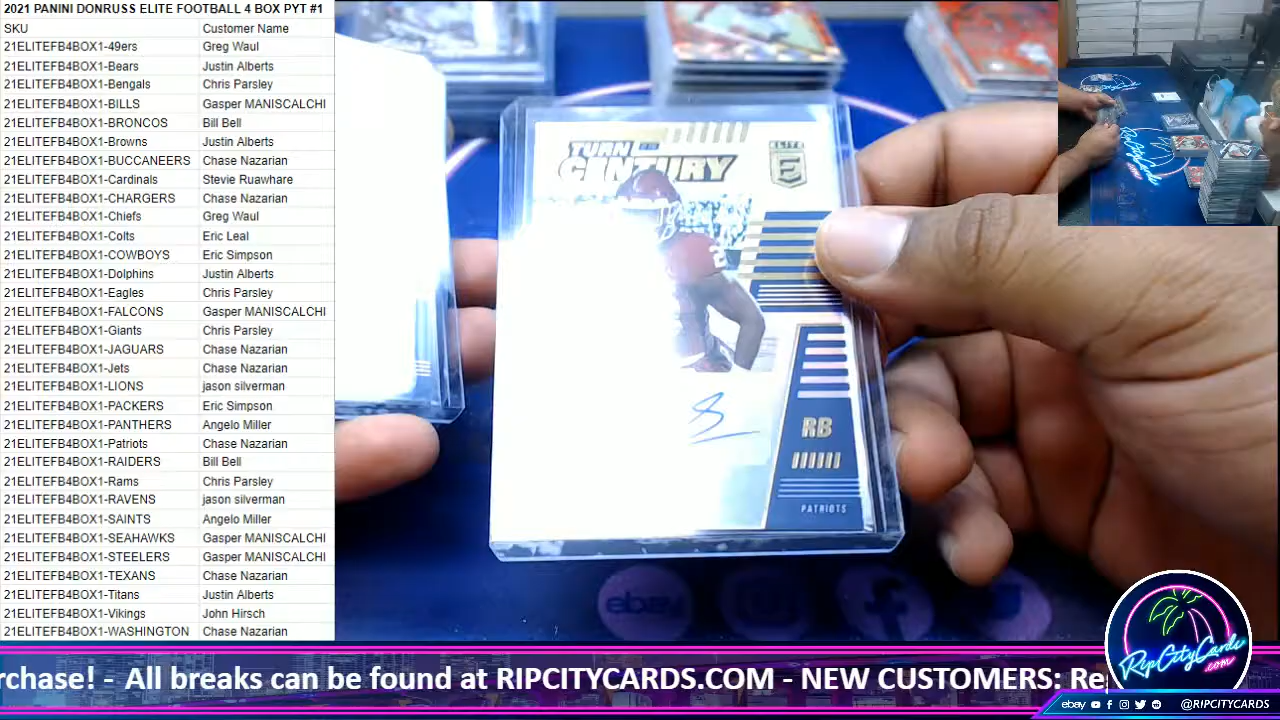 2021 PANINI DONRUSS ELITE FOOTBALL 4 BOX PYT #1
SKU Customer Name
21ELITEFB4BOX1-49ers Greg Waul
21ELITEFB4BOX1-Bears Justin Alberts
21ELITEFB4BOX1-Bengals Chris Parsley
21ELITEFB4BOX1-BILLS Gasper MANISCALCHI
21ELITEFB4BOX1-BRONCOS Bill Bell
21ELITEFB4BOX1-Browns Justin Alberts
21ELITEFB4BOX1-BUCCANEERS Chase Nazarian
21ELITEFB4BOX1-Cardinals Stevie Ruawhare
21ELITEFB4BOX1-CHARGERS Chase Nazarian
21ELITEFB4BOX1-Chiefs Greg Waul
21ELITEFB4BOX1-Colts Eric Leal
21ELITEFB4BOX1-COWBOYS Eric Simpson
21ELITEFB4BOX1-Dolphins Justin Alberts
21ELITEFB4BOX1-Eagles Chris Parsley
21ELITEFB4BOX1-FALCONS Gasper MANISCALCHI
21ELITEFB4BOX1-Giants Chris Parsley
21ELITEFB4BOX1-JAGUARS Chase Nazarian
21ELITEFB4BOX1-Jets Chase Nazarian
21ELITEFB4BOX1-LIONS jason silverman
21ELITEFB4BOX1-PACKERS Eric Simpson
21ELITEFB4BOX1-PANTHERS Angelo Miller
21ELITEFB4BOX1-Patriots Chase Nazarian
21ELITEFB4BOX1-RAIDERS Bill Bell
21ELITEFB4BOX1-Rams Chris Parsley
21ELITEFB4BOX1-RAVENS jason silverman
21ELITEFB4BOX1-SAINTS Angelo Miller
21ELITEFB4BOX1-SEAHAWKS Gasper MANISCALCHI
21ELITEFB4BOX1-STEELERS Gasper MANISCALCHI
21ELITEFB4BOX1-TEXANS Chase Nazarian
21ELITEFB4BOX1-Titans Justin Alberts
21ELITEFB4BOX1-Vikings John Hirsch
21ELITEFB4BOX1-WASHINGTON Chase Nazarian
TURN
CENTURY
ELITE
E
RB
PATRIOTS
ebay
RipCityCards
.com
rchase! - All breaks can be found at RIPCITYCARDS.COM - NEW CUSTOMERS: Re
ebay @RIPCITYCARDS